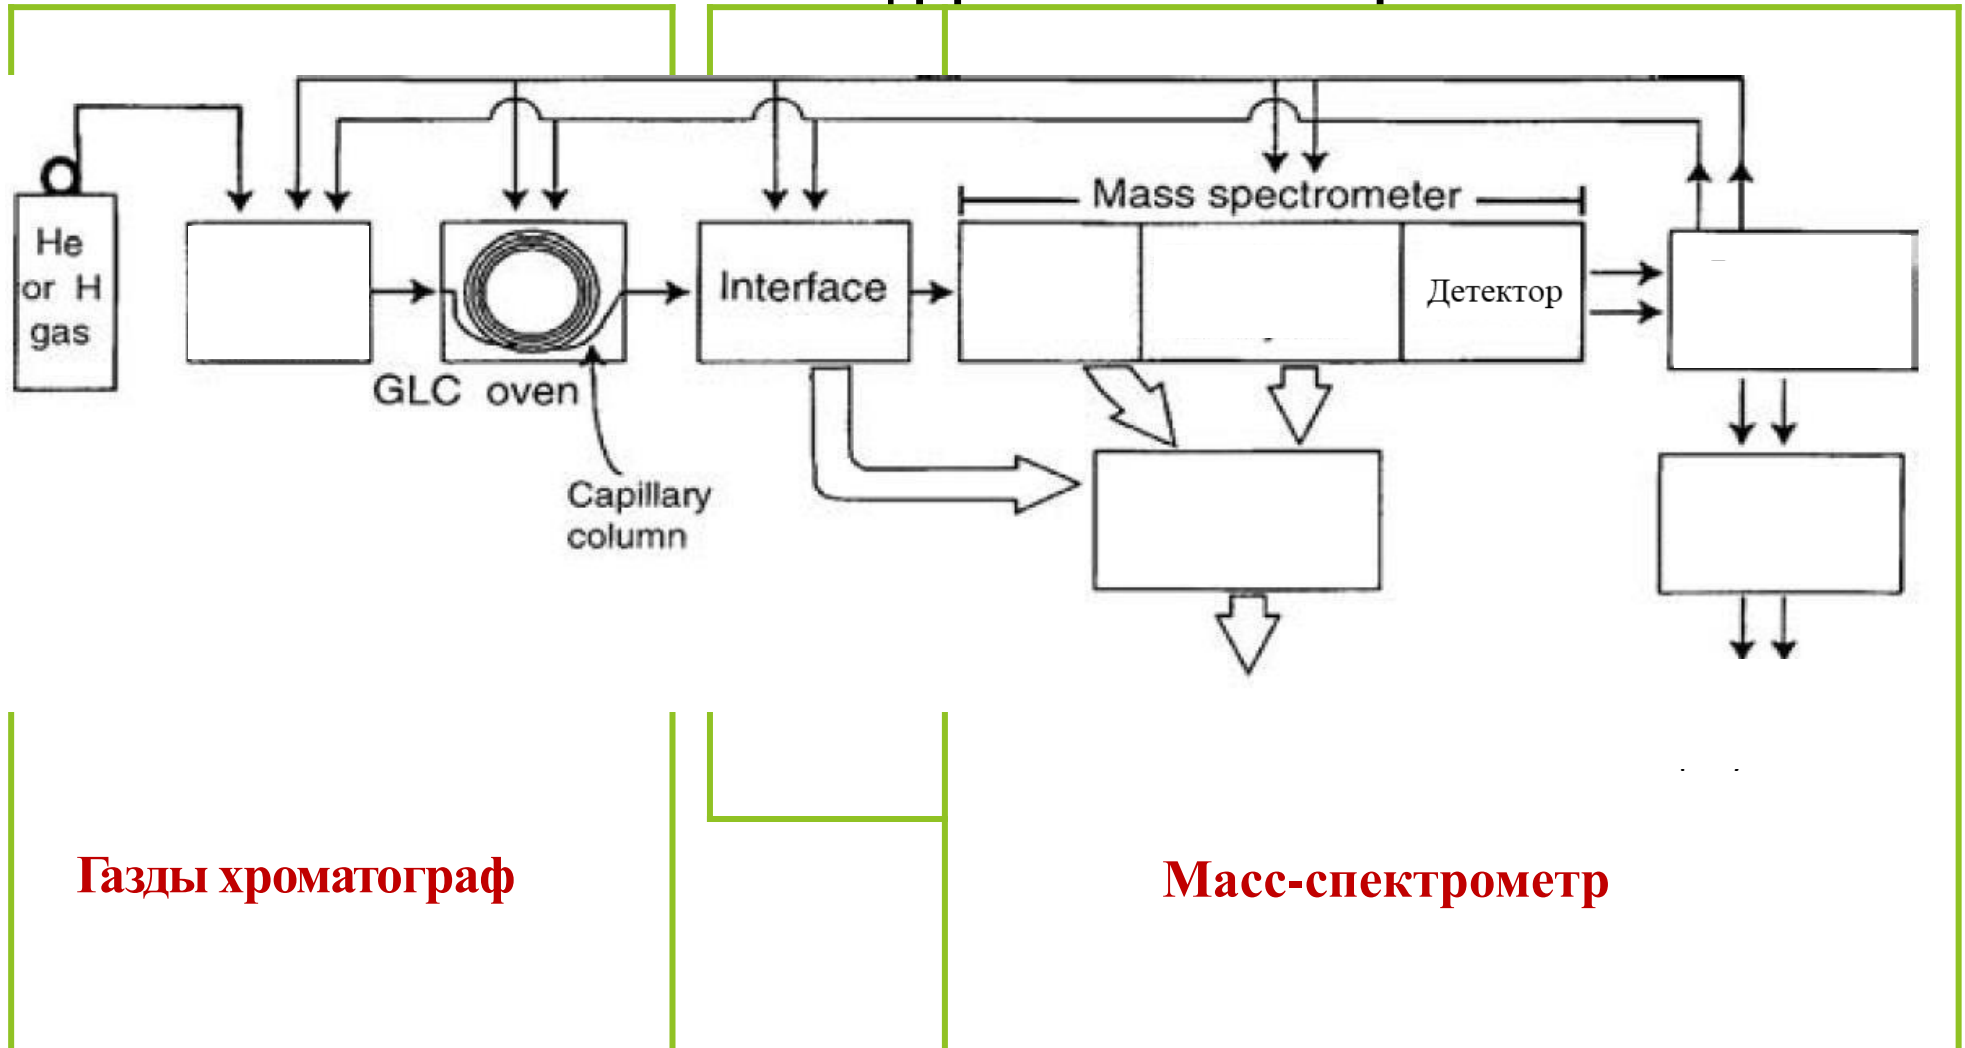 Mass spectrometer
He
or H
gas
Interface
Детектор
GLC oven
Capillary
column
Газды хроматограф
Масс-спектрометр